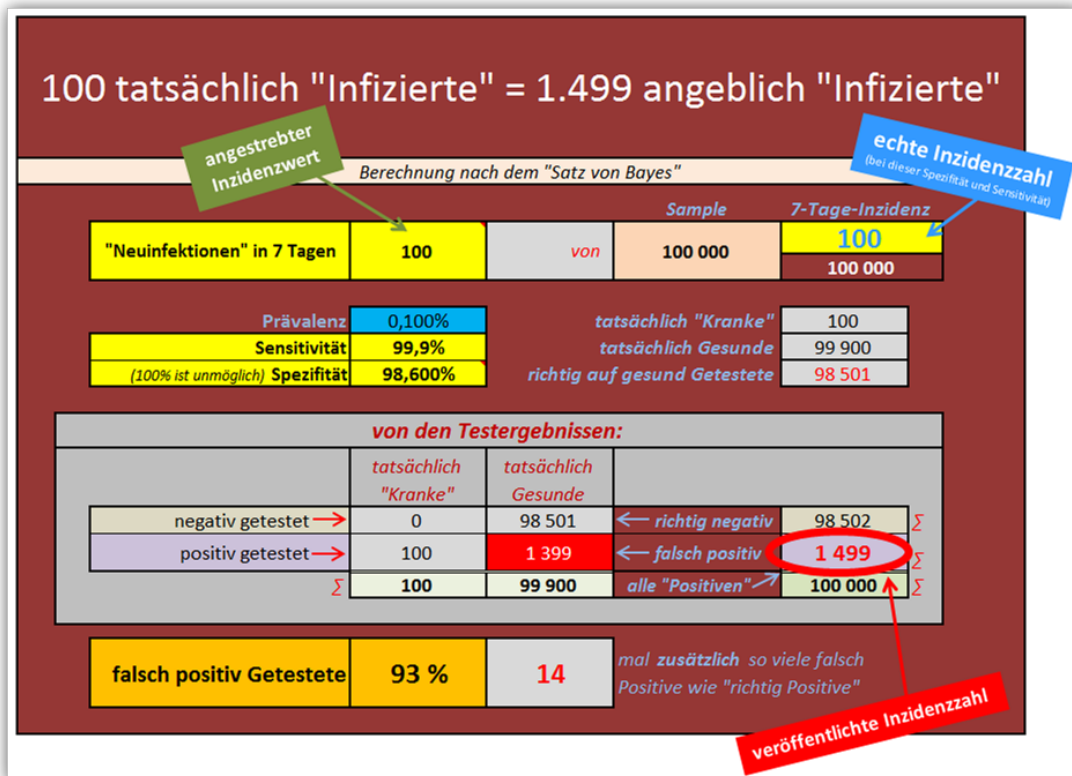 100 tatsächlich "Infizierte" = 1.499 angeblich "Infizierte"
angestrebter
Inzidenzwert
echte Inzidenzzahl
(bei dieser Spezifität und Sensitivität)
Berechnung nach dem "Satz von Bayes"
Sample 7-Tage-Inzidenz
"Neuinfektionen" in 7 Tagen 100 von 100 000 100
100 000
Prävalenz 0,100% tatsächlich "Kranke" 100
Sensitivität 99,9% tatsächlich Gesunde 99 900
(100% ist unmöglich) Spezifität 98,600% richtig auf gesund Getestete 98 501
von den Testergebnissen:
tatsächlich tatsächlich
"Kranke" Gesunde
negativ getestet 0 98 501 richtig negativ 98 502 Σ
positiv getestet 100 1 399 falsch positiv 1 499 Σ
Σ 100 99 900 alle "Positiven" 100 000 Σ
falsch positiv Getestete 93 % 14 mal zusätzlich so viele falsch
Positive wie "richtig Positive"
veröffentlichte Inzidenzzahl